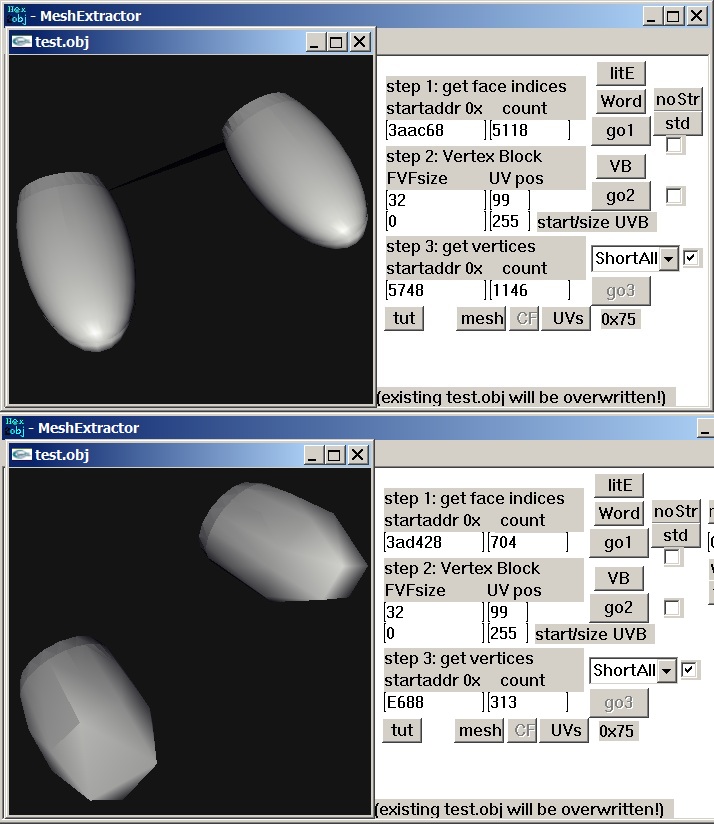 Hex
obj - MeshExtractor
test.obj
litE
step 1: get face indices
startaddr 0x count
Word
noStr
3aac68
5118
go1
std
step 2: Vertex Block
FVFsize UV pos
VB
32
99
go2
0
255
start/size UVB
step 3: get vertices
startaddr 0x count
ShortAll
5748
1146
go3
tut
mesh
CF
UVs
0x75
(existing test.obj will be overwritten!)
Hex
obj - MeshExtractor
test.obj
litE
step 1: get face indices
startaddr 0x count
Word
noStr
3ad428
704
go1
std
step 2: Vertex Block
FVFsize UV pos
VB
32
99
go2
0
255
start/size UVB
step 3: get vertices
startaddr 0x count
ShortAll
E688
313
go3
tut
mesh
CF
UVs
0x75
(existing test.obj will be overwritten!)